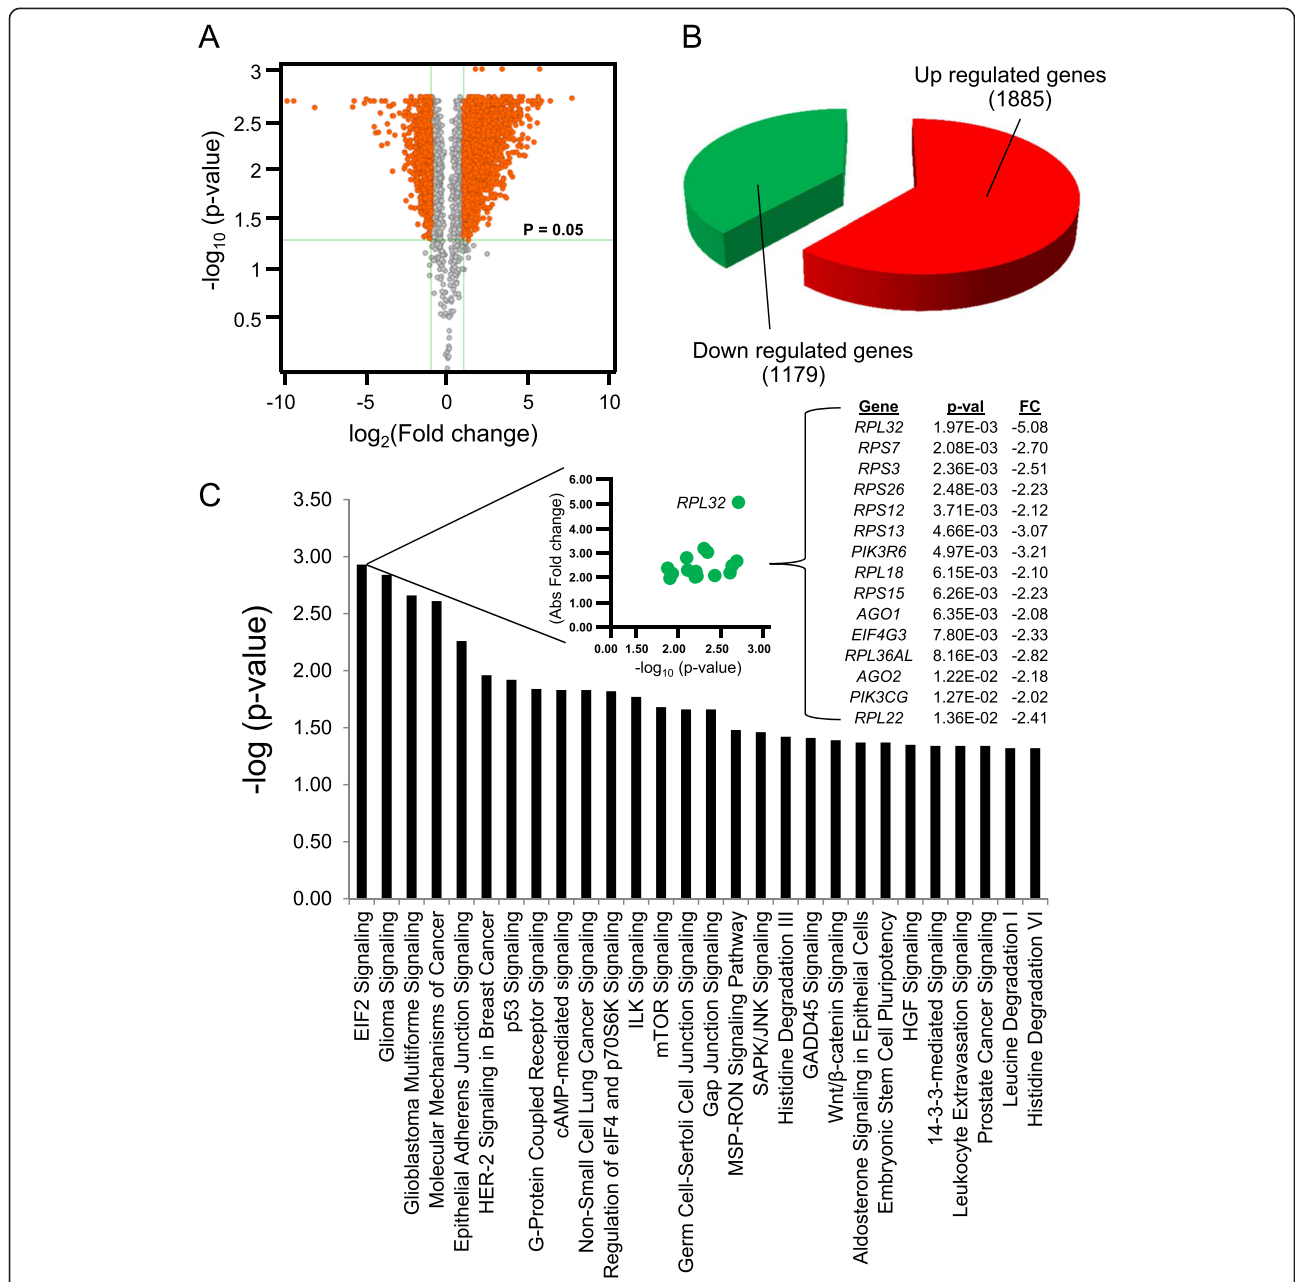 A
3
2.5
2
1.5
1
0.5
-log10 (p-value)
P = 0.05
-10 -5 0 5 10
log2(Fold change)
B
Up regulated genes
(1885)
Down regulated genes
(1179)
C
3.50
3.00
2.50
2.00
1.50
1.00
0.50
0.00
-log (p-value)
6.00
5.00
4.00
3.00
2.00
1.00
0.00
(Abs Fold change)
RPL32
0.00 1.50 2.00 2.50 3.00
-log10 (p-value)
Gene p-val FC
RPL32 1.97E-03 -5.08
RPS7 2.08E-03 -2.70
RPS3 2.36E-03 -2.51
RPS26 2.48E-03 -2.23
RPS12 3.71E-03 -2.12
RPS13 4.66E-03 -3.07
PIK3R6 4.97E-03 -3.21
RPL18 6.15E-03 -2.10
RPS15 6.26E-03 -2.23
AGO1 6.35E-03 -2.08
EIF4G3 7.80E-03 -2.33
RPL36AL 8.16E-03 -2.82
AGO2 1.22E-02 -2.18
PIK3CG 1.27E-02 -2.02
RPL22 1.36E-02 -2.41
EIF2 Signaling
Glioma Signaling
Glioblastoma Multiforme Signaling
Molecular Mechanisms of Cancer
Epithelial Adherens Junction Signaling
HER-2 Signaling in Breast Cancer
p53 Signaling
G-Protein Coupled Receptor Signaling
cAMP-mediated signaling
Non-Small Cell Lung Cancer Signaling
Regulation of eIF4 and p70S6K Signaling
ILK Signaling
mTOR Signaling
Germ Cell-Sertoli Cell Junction Signaling
Gap Junction Signaling
MSP-RON Signaling Pathway
SAPK/JNK Signaling
Histidine Degradation III
GADD45 Signaling
Wnt/β-catenin Signaling
Aldosterone Signaling in Epithelial Cells
Embryonic Stem Cell Pluripotency
HGF Signaling
14-3-3-mediated Signaling
Leukocyte Extravasation Signaling
Prostate Cancer Signaling
Leucine Degradation I
Histidine Degradation VI